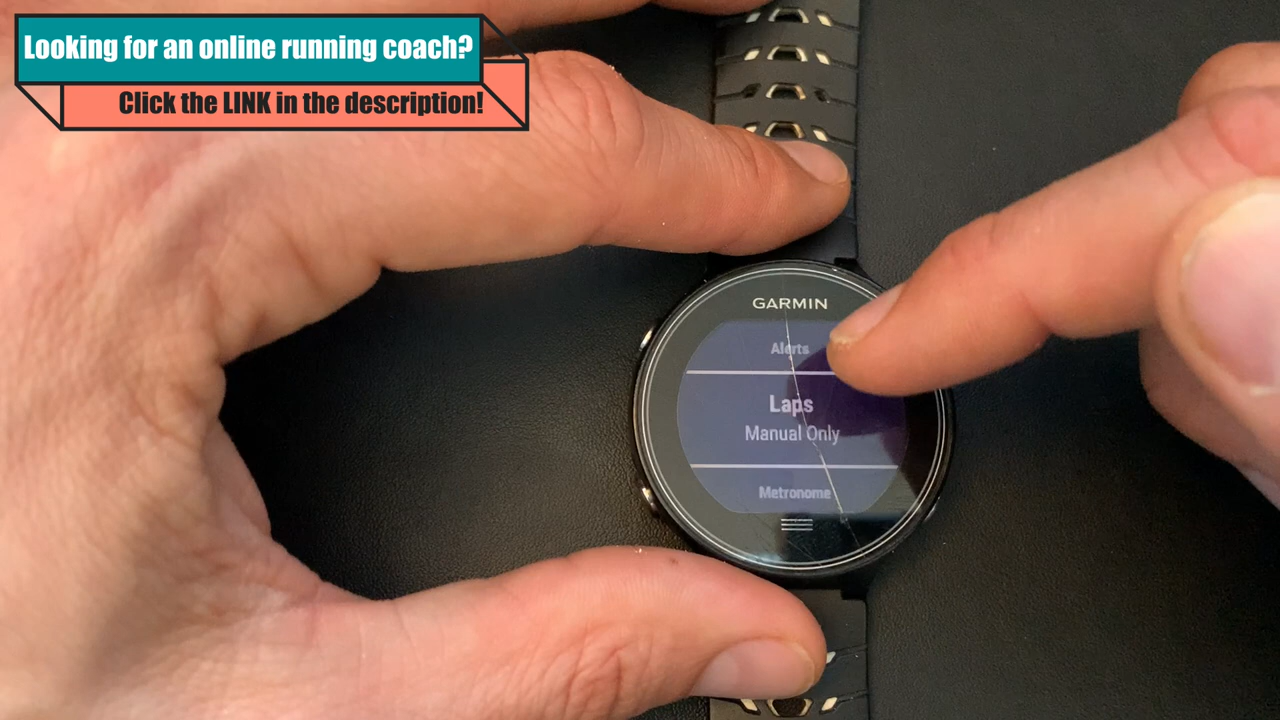 Looking for an online running coach?
Click the LINK in the description!
GARMIN
Alerts
Laps
Manual Only
Metronome